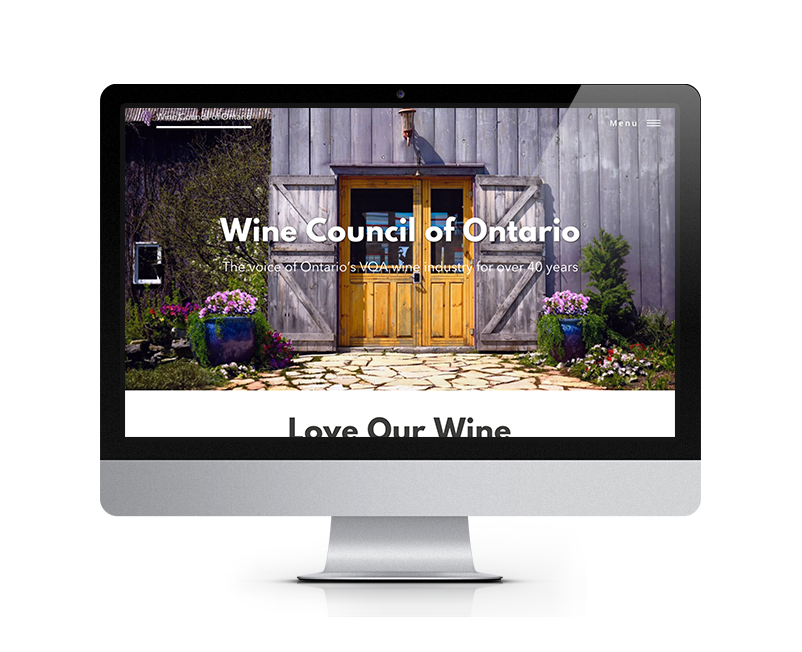 Wine Council of Ontario
Menu
Wine Council of Ontario
The voice of Ontario's VQA wine industry for over 40 years
Love Our Wine